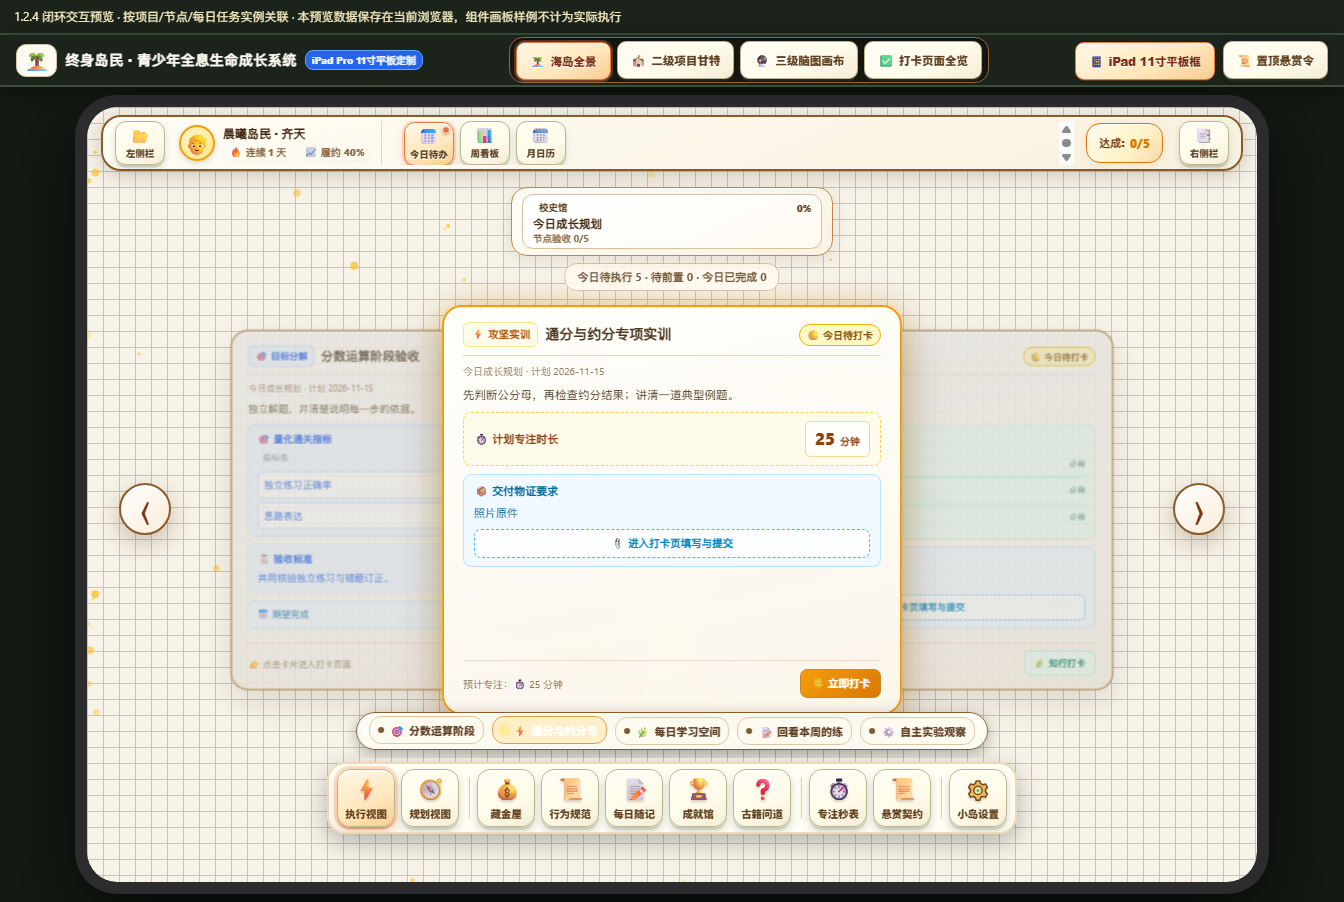 1.2.4 闭环交互预览 · 按项目/节点/每日任务实例关联 · 本预览数据保存在当前浏览器，组件画板样例不计为实际执行
终身岛民 · 青少年全息生命成长系统
iPad Pro 11寸平板定制
海岛全景
二级项目甘特
三级脑图画布
打卡页面全览
iPad 11寸平板框
置顶悬赏令
左侧栏
晨曦岛民 · 齐天
连续 1 天
履约 40%
今日待办
周看板
月日历
达成: 0/5
右侧栏
校史馆
0%
今日成长规划
节点验收 0/5
今日待执行 5 · 待前置 0 · 今日已完成 0
目标分解
分数运算阶段验收
今日成长规划 · 计划 2026-11-15
独立解题，并清楚说明每一步的依据。
量化通关指标
指标名
独立练习正确率
思路表达
验收标准
共同核验独立练习与错题订正。
期望完成
点击卡片进入打卡页面
攻坚实训
通分与约分专项实训
今日待打卡
今日成长规划 · 计划 2026-11-15
先判断公分母，再检查约分结果；讲清一道典型例题。
计划专注时长
25 分钟
交付物证要求
照片原件
进入打卡页填写与提交
预计专注：
25 分钟
立即打卡
今日待打卡
必需
必需
必需
卡页填写与提交
知行打卡
分数运算阶段
通分与约分专
每日学习空间
回看本周的练
自主实验观察
执行视图
规划视图
藏金屋
行为规范
每日随记
成就馆
古籍问道
专注秒表
悬赏契约
小岛设置